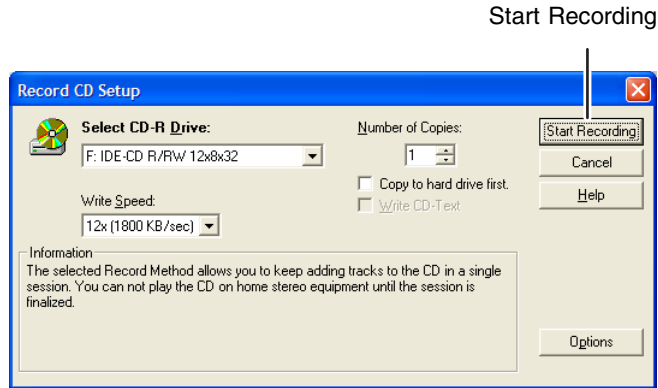 Start Recording
Record CD Setup
Select CD-R Drive:
F: IDE-CD R/RW 12x8x32
Write Speed:
12x (1800 KB/sec)
Number of Copies:
1
Copy to hard drive first.
Write CD-Text
Start Recording
Cancel
Help
Information
The selected Record Method allows you to keep adding tracks to the CD in a single
session. You can not play the CD on home stereo equipment until the session is
finalized.
Options